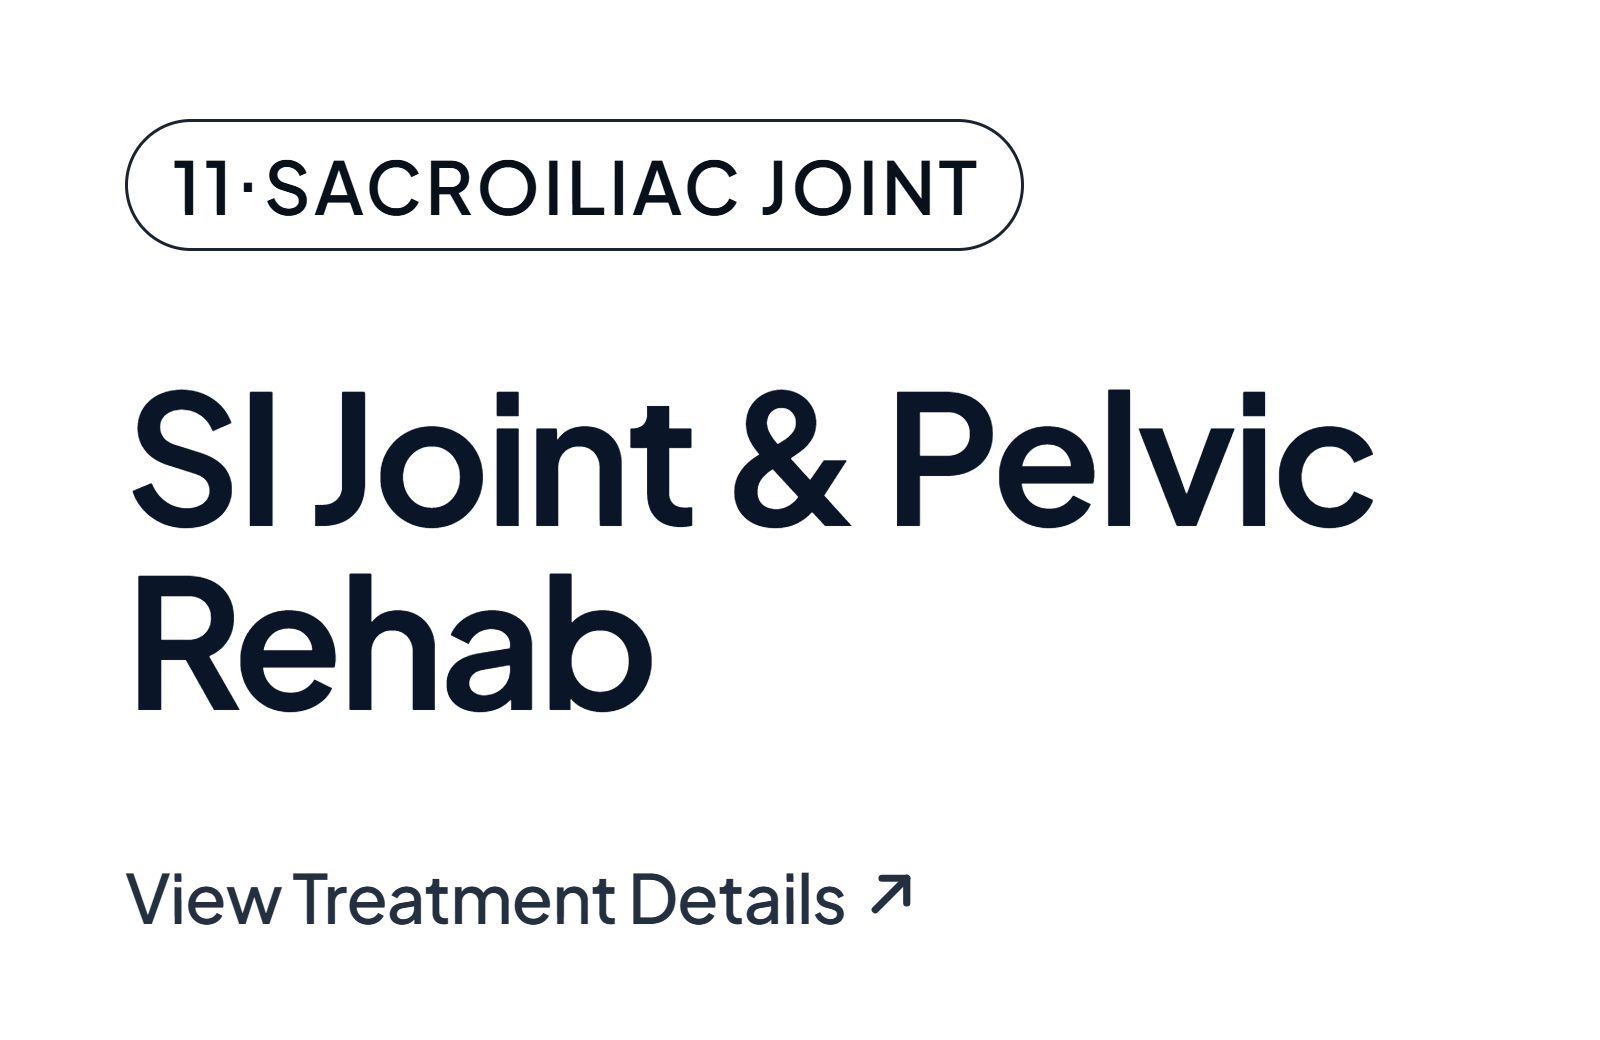 11·SACROILIAC JOINT
SI Joint & Pelvic
Rehab
View Treatment Details ↗